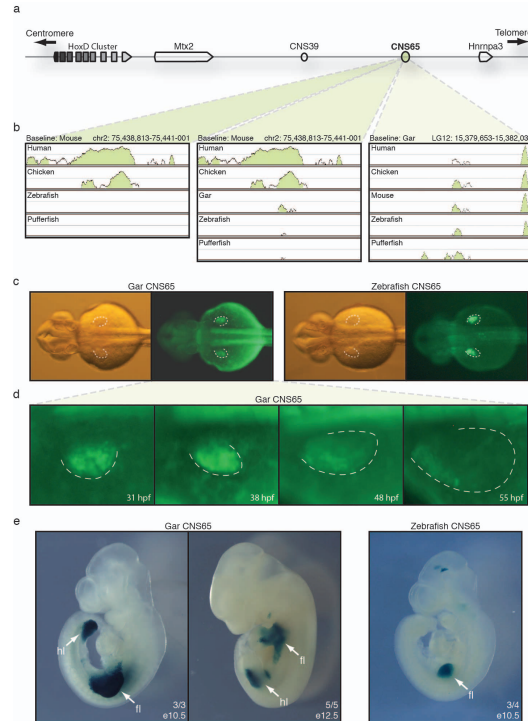 a
Centromere
HoxD Cluster
Mtx2
CNS39
CNS65
Hnrnpa3
Telomere
b
Baseline: Mouse chr2: 75,438,813-75,441-001
Human
Chicken
Zebrafish
Pufferfish
Baseline: Mouse chr2: 75,438,813-75,441-001
Human
Chicken
Gar
Zebrafish
Pufferfish
Baseline: Gar LG12: 15,379,653-15,382,03
Human
Chicken
Mouse
Zebrafish
Pufferfish
c
Gar CNS65
Zebrafish CNS65
d
Gar CNS65
31 hpf
38 hpf
48 hpf
55 hpf
e
Gar CNS65
Zebrafish CNS65
hl
fl
3/3
e10.5
fl
hl
5/5
e12.5
fl
3/4
e10.5